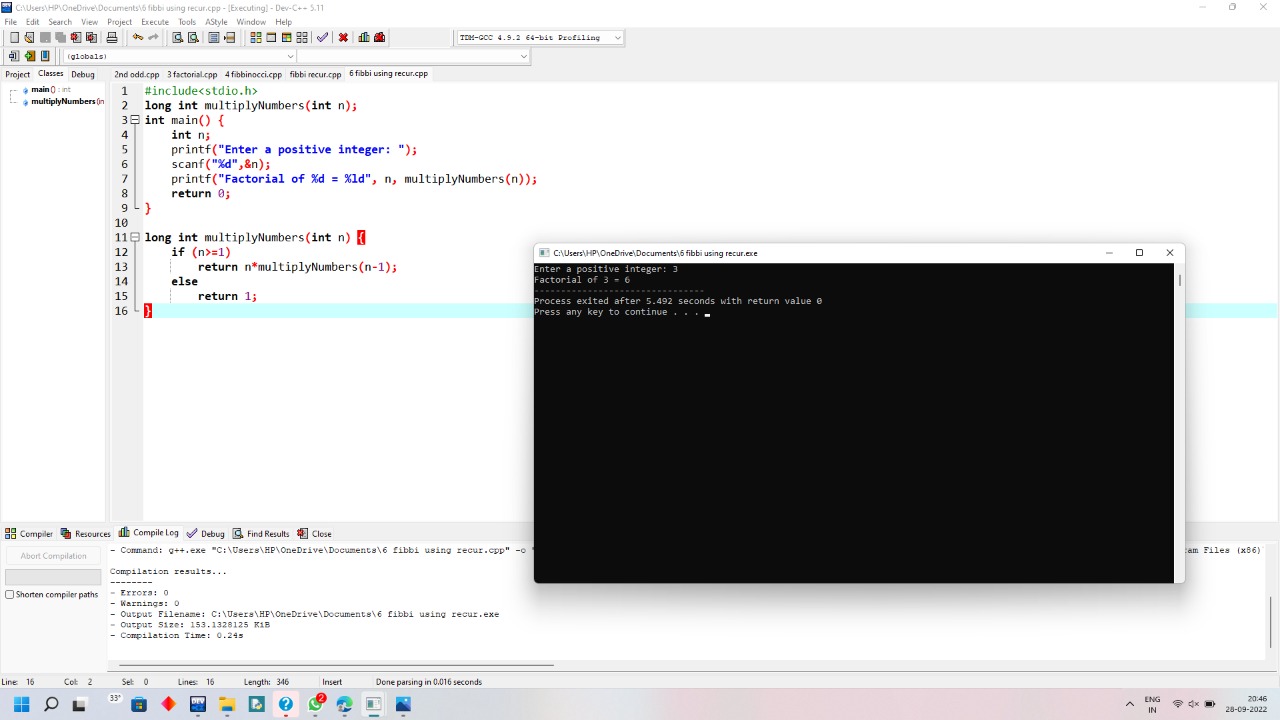 C:\Users\HP\OneDrive\Documents\6 fibbi using recur.cpp - [Executing] - Dev-C++ 5.11
File Edit Search View Project Execute Tools AStyle Window Help
TDM-GCC 4.9.2 64-bit Profiling
(globals)
Project Classes Debug 2nd odd.cpp 3 factorial.cpp 4 fibbinocci.cpp fibbi recur.cpp 6 fibbi using recur.cpp
main() : int
multiplyNumbers(in
1 #include<stdio.h>
2 long int multiplyNumbers(int n);
3 int main() {
4 int n;
5 printf("Enter a positive integer: ");
6 scanf("%d",&n);
7 printf("Factorial of %d = %ld", n, multiplyNumbers(n));
8 return 0;
9 }
10
11 long int multiplyNumbers(int n) {
12 if (n>=1)
13 return n*multiplyNumbers(n-1);
14 else
15 return 1;
16 }
C:\Users\HP\OneDrive\Documents\6 fibbi using recur.exe
Enter a positive integer: 3
Factorial of 3 = 6
--------------------------------
Process exited after 5.492 seconds with return value 0
Press any key to continue . . .
Compiler Resources Compile Log Debug Find Results Close
Abort Compilation
Shorten compiler paths
- Command: g++.exe "C:\Users\HP\OneDrive\Documents\6 fibbi using recur.cpp" -o " am Files (x86)
Compilation results...
--------
- Errors: 0
- Warnings: 0
- Output Filename: C:\Users\HP\OneDrive\Documents\6 fibbi using recur.exe
- Output Size: 153.1328125 KiB
- Compilation Time: 0.24s
Line: 16 Col: 2 Sel: 0 Lines: 16 Length: 346 Insert Done parsing in 0.016 seconds
33°
DEV
2
ENG
IN
20:46
28-09-2022